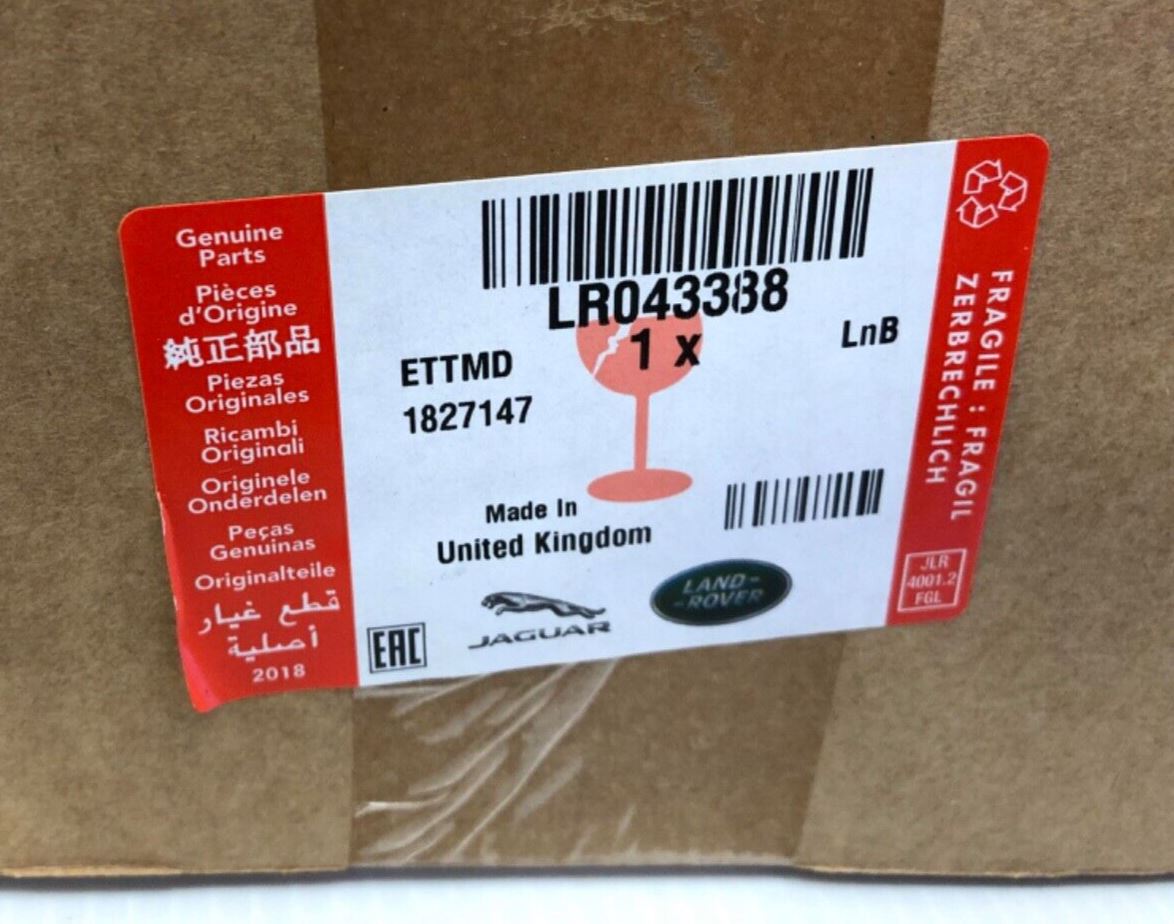 Genuine
Parts
Pièces
d'Origine
純正部品
Piezas
Originales
Ricambi
Originali
Originele
Onderdelen
Peças
Genuinas
Originalteile
قطع غيار
أصلية
2018
LR043388
1 x
ETTMD
LnB
1827147
Made In
United Kingdom
EAC
JAGUAR
LAND-
-ROVER
FRAGILE : FRAGIL
ZERBRECHLICH
JLR
4001.2
FGL